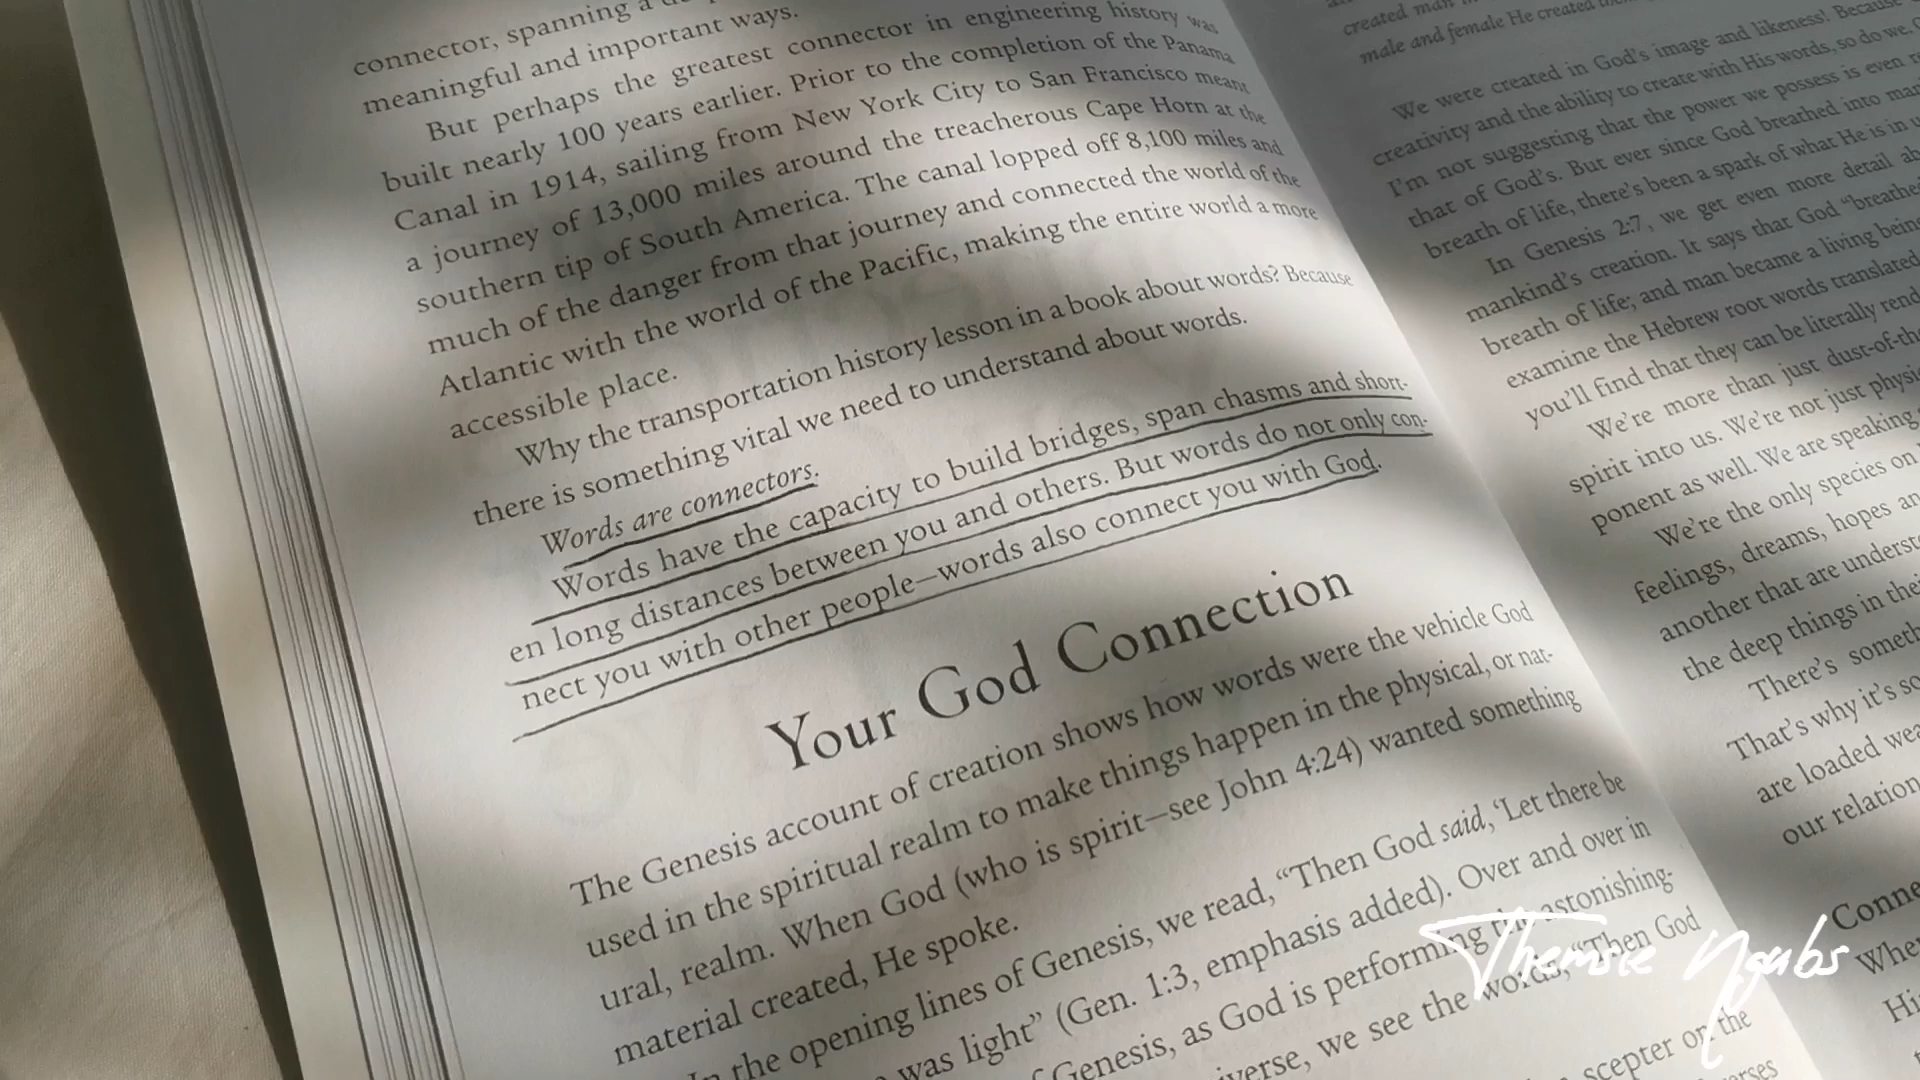 connector, spanning a
meaningful and important ways.
But perhaps the greatest connector in engineering history was
built nearly 100 years earlier. Prior to the completion of the Panama
Canal in 1914, sailing from New York City to San Francisco meant
a journey of 13,000 miles around the treacherous Cape Horn at the
southern tip of South America. The canal lopped off 8,100 miles and
much of the danger from that journey and connected the world of the
Atlantic with the world of the Pacific, making the entire world a more
accessible place.
Why the transportation history lesson in a book about words? Because
there is something vital we need to understand about words.
Words are connectors.
Words have the capacity to build bridges, span chasms and short-
en long distances between you and others. But words do not only con-
nect you with other people—words also connect you with God.
Your God Connection
The Genesis account of creation shows how words were the vehicle God
used in the spiritual realm to make things happen in the physical, or nat-
ural, realm. When God (who is spirit—see John 4:24) wanted something
material created, He spoke.
In the opening lines of Genesis, we read, “Then God said, ‘Let there be
was light” (Gen. 1:3, emphasis added). Over and over in
Genesis, as God is performing the astonishing-
verse, we see the words, “Then God
scepter on the
created man
male and female He created them
We were created in God's image and likeness! Because
creativity and the ability to create with His words, so do we.
I'm not suggesting that the power we possess is even
that of God's. But ever since God breathed into man
breath of life, there's been a spark of what He is in
In Genesis 2:7, we get even more detail
mankind's creation. It says that God “breathed
breath of life; and man became a living being
examine the Hebrew root words translated
you'll find that they can be literally
We're more than just dust-of-the
spirit into us. We're not just
ponent as well. We are speaking
We're the only species on
feelings, dreams, hopes
another that are
the deep things in their
There's
That's why it's so
are loaded
our
When
Themsie Ngubs